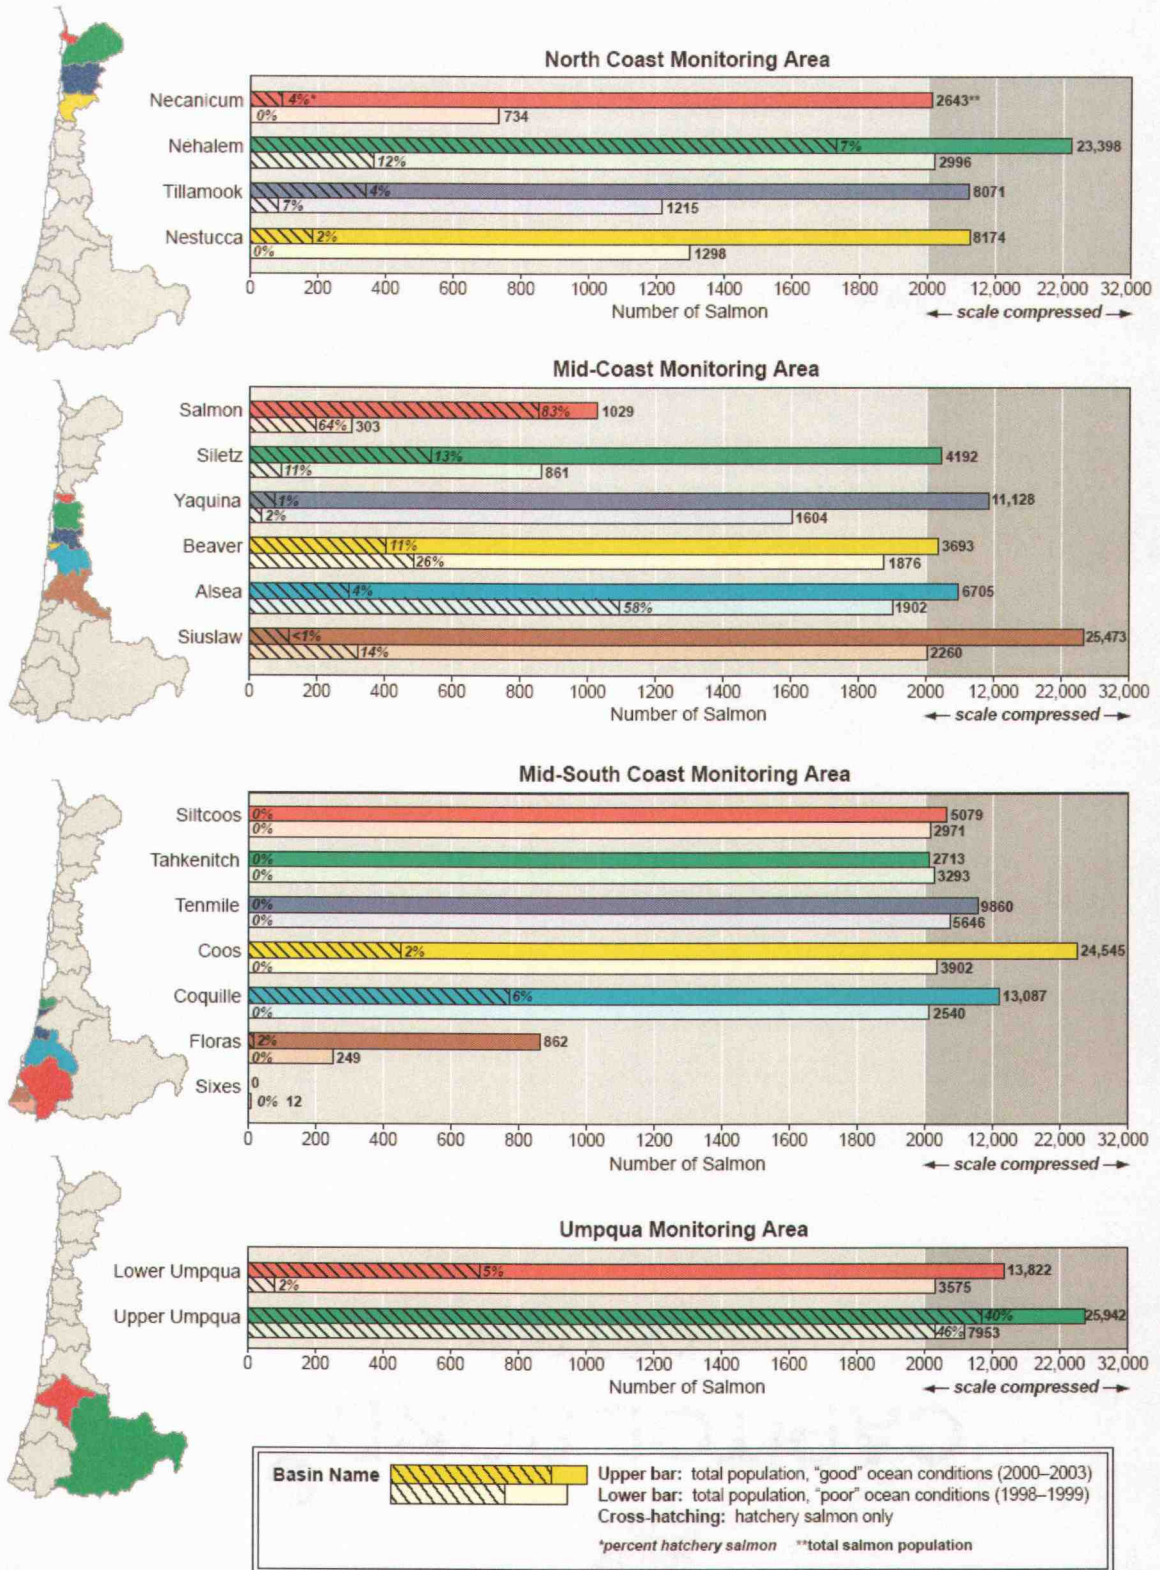 North Coast Monitoring Area
Necanicum 4%* 2643**
0% 734
Nehalem 7% 23,398
12% 2996
Tillamook 4% 8071
7% 1215
Nestucca 2% 8174
0% 1298
0 200 400 600 800 1000 1200 1400 1600 1800 2000 12,000 22,000 32,000
Number of Salmon ← scale compressed →
Mid-Coast Monitoring Area
Salmon 83% 1029
64% 303
Siletz 13% 4192
11% 861
Yaquina 1% 11,128
2% 1604
Beaver 11% 3693
26% 1876
Alsea 4% 6705
58% 1902
Siuslaw <1% 25,473
14% 2260
0 200 400 600 800 1000 1200 1400 1600 1800 2000 12,000 22,000 32,000
Number of Salmon ← scale compressed →
Mid-South Coast Monitoring Area
Siltcoos 0% 5079
0% 2971
Tahkenitch 0% 2713
0% 3293
Tenmile 0% 9860
0% 5646
Coos 2% 24,545
0% 3902
Coquille 6% 13,087
0% 2540
Floras 2% 862
0% 249
Sixes 0
0% 12
0 200 400 600 800 1000 1200 1400 1600 1800 2000 12,000 22,000 32,000
Number of Salmon ← scale compressed →
Umpqua Monitoring Area
Lower Umpqua 5% 13,822
2% 3575
Upper Umpqua 40% 25,942
46% 7953
0 200 400 600 800 1000 1200 1400 1600 1800 2000 12,000 22,000 32,000
Number of Salmon ← scale compressed →
Basin Name Upper bar: total population, "good" ocean conditions (2000–2003)
Lower bar: total population, "poor" ocean conditions (1998–1999)
Cross-hatching: hatchery salmon only
*percent hatchery salmon **total salmon population